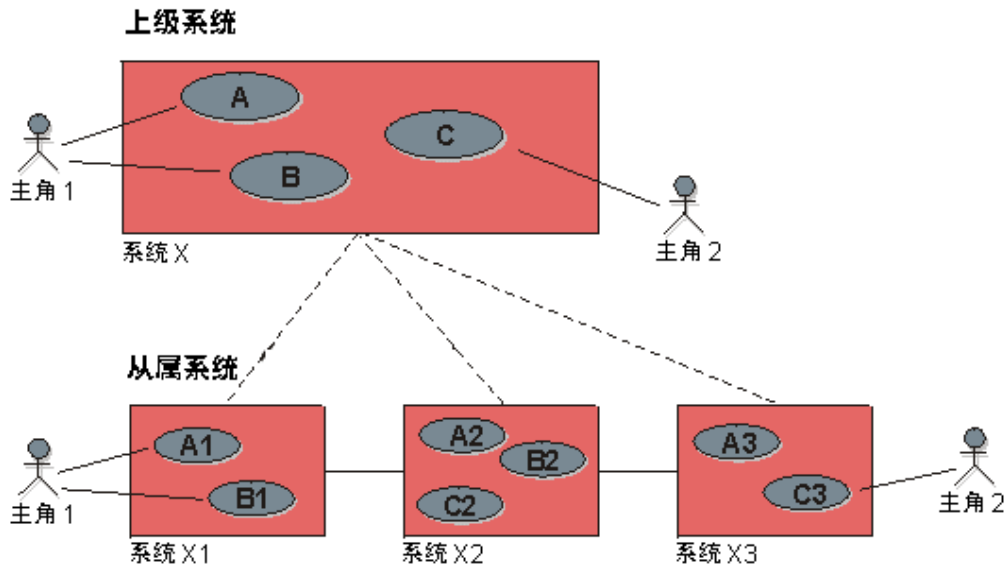 上级系统
A
C
B
主角 1
系统 X
主角 2
从属系统
A1
B1
A2
B2
C2
A3
C3
主角 1
主角 2
系统 X1
系统 X2
系统 X3